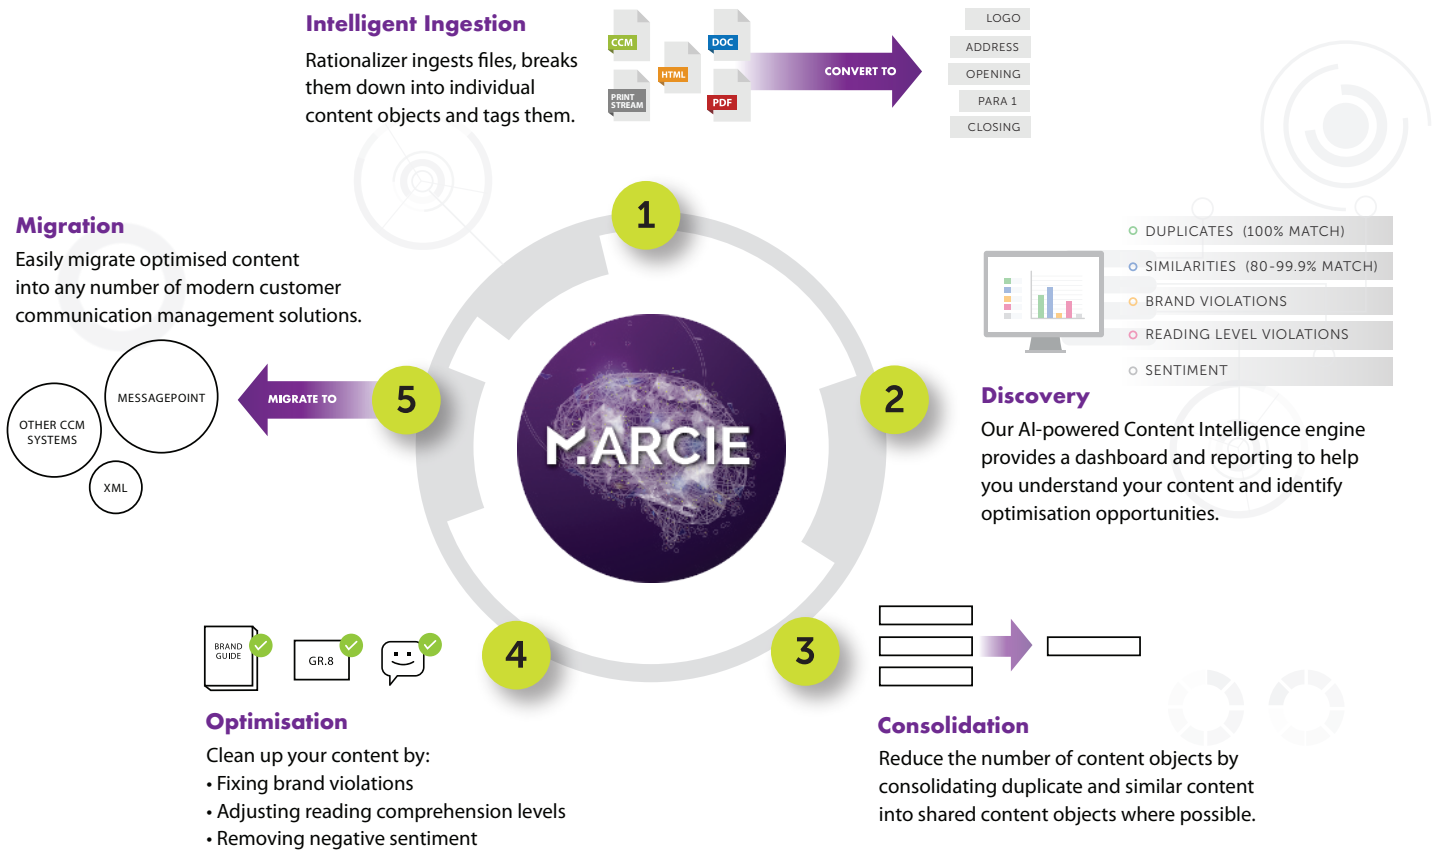 Intelligent Ingestion
Rationalizer ingests files, breaks
them down into individual
content objects and tags them.
CCM
DOC
HTML
PRINT
STREAM
PDF
CONVERT TO
LOGO
ADDRESS
OPENING
PARA 1
CLOSING
1
DUPLICATES (100% MATCH)
SIMILARITIES (80-99.9% MATCH)
BRAND VIOLATIONS
READING LEVEL VIOLATIONS
SENTIMENT
2
Discovery
Our AI-powered Content Intelligence engine
provides a dashboard and reporting to help
you understand your content and identify
optimisation opportunities.
MARCIE
3
Consolidation
Reduce the number of content objects by
consolidating duplicate and similar content
into shared content objects where possible.
4
BRAND
GUIDE
GR.8
Optimisation
Clean up your content by:
• Fixing brand violations
• Adjusting reading comprehension levels
• Removing negative sentiment
5
Migration
Easily migrate optimised content
into any number of modern customer
communication management solutions.
MIGRATE TO
MESSAGEPOINT
OTHER CCM
SYSTEMS
XML